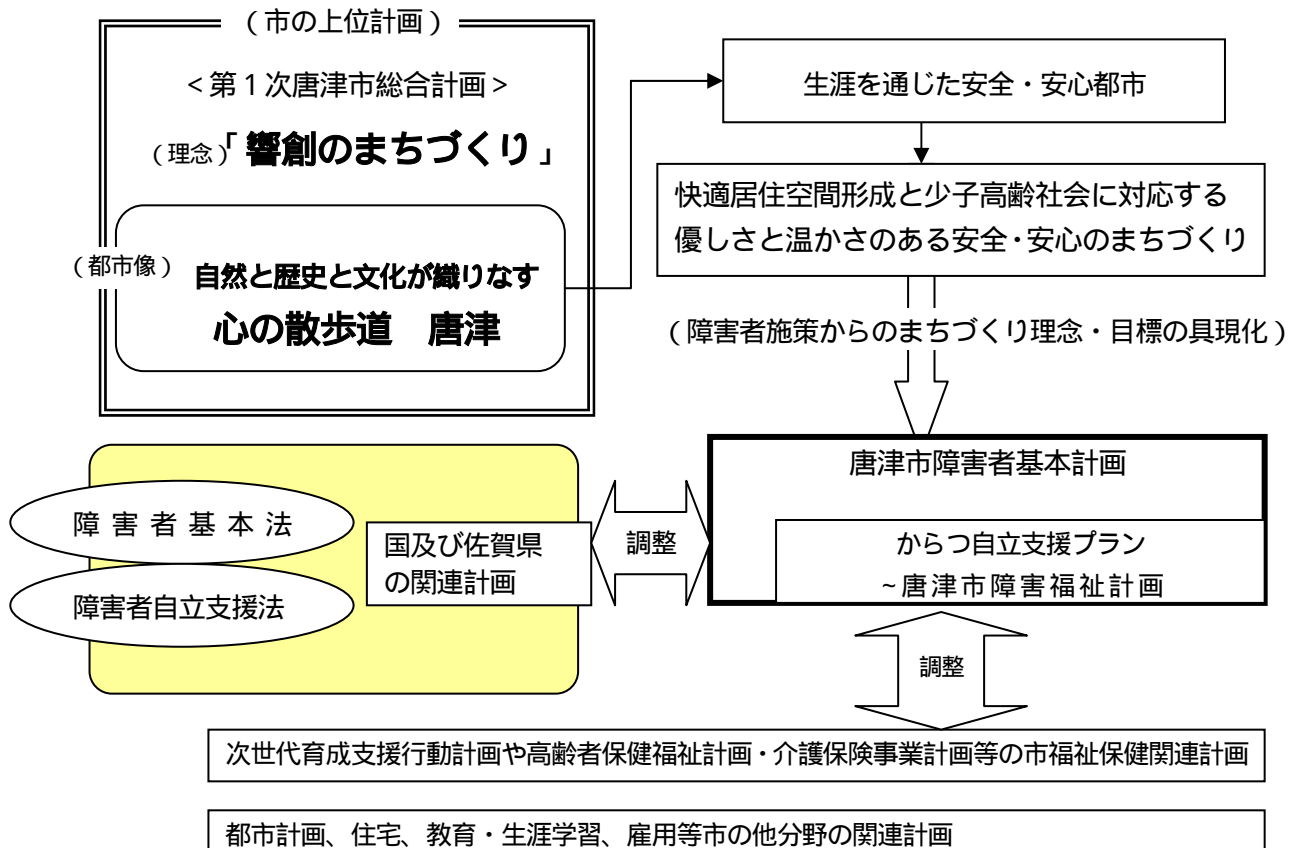 （市の上位計画）
＜第１次唐津市総合計画＞
（理念）「響創のまちづくり」
（都市像）
自然と歴史と文化が織りなす
心の散歩道　唐津
生涯を通じた安全・安心都市
快適居住空間形成と少子高齢社会に対応する
優しさと温かさのある安全・安心のまちづくり
（障害者施策からのまちづくり理念・目標の具現化）
障害者基本法
障害者自立支援法
国及び佐賀県
の関連計画
調整
唐津市障害者基本計画
からつ自立支援プラン
~唐津市障害福祉計画
調整
次世代育成支援行動計画や高齢者保健福祉計画・介護保険事業計画等の市福祉保健関連計画
都市計画、住宅、教育・生涯学習、雇用等市の他分野の関連計画